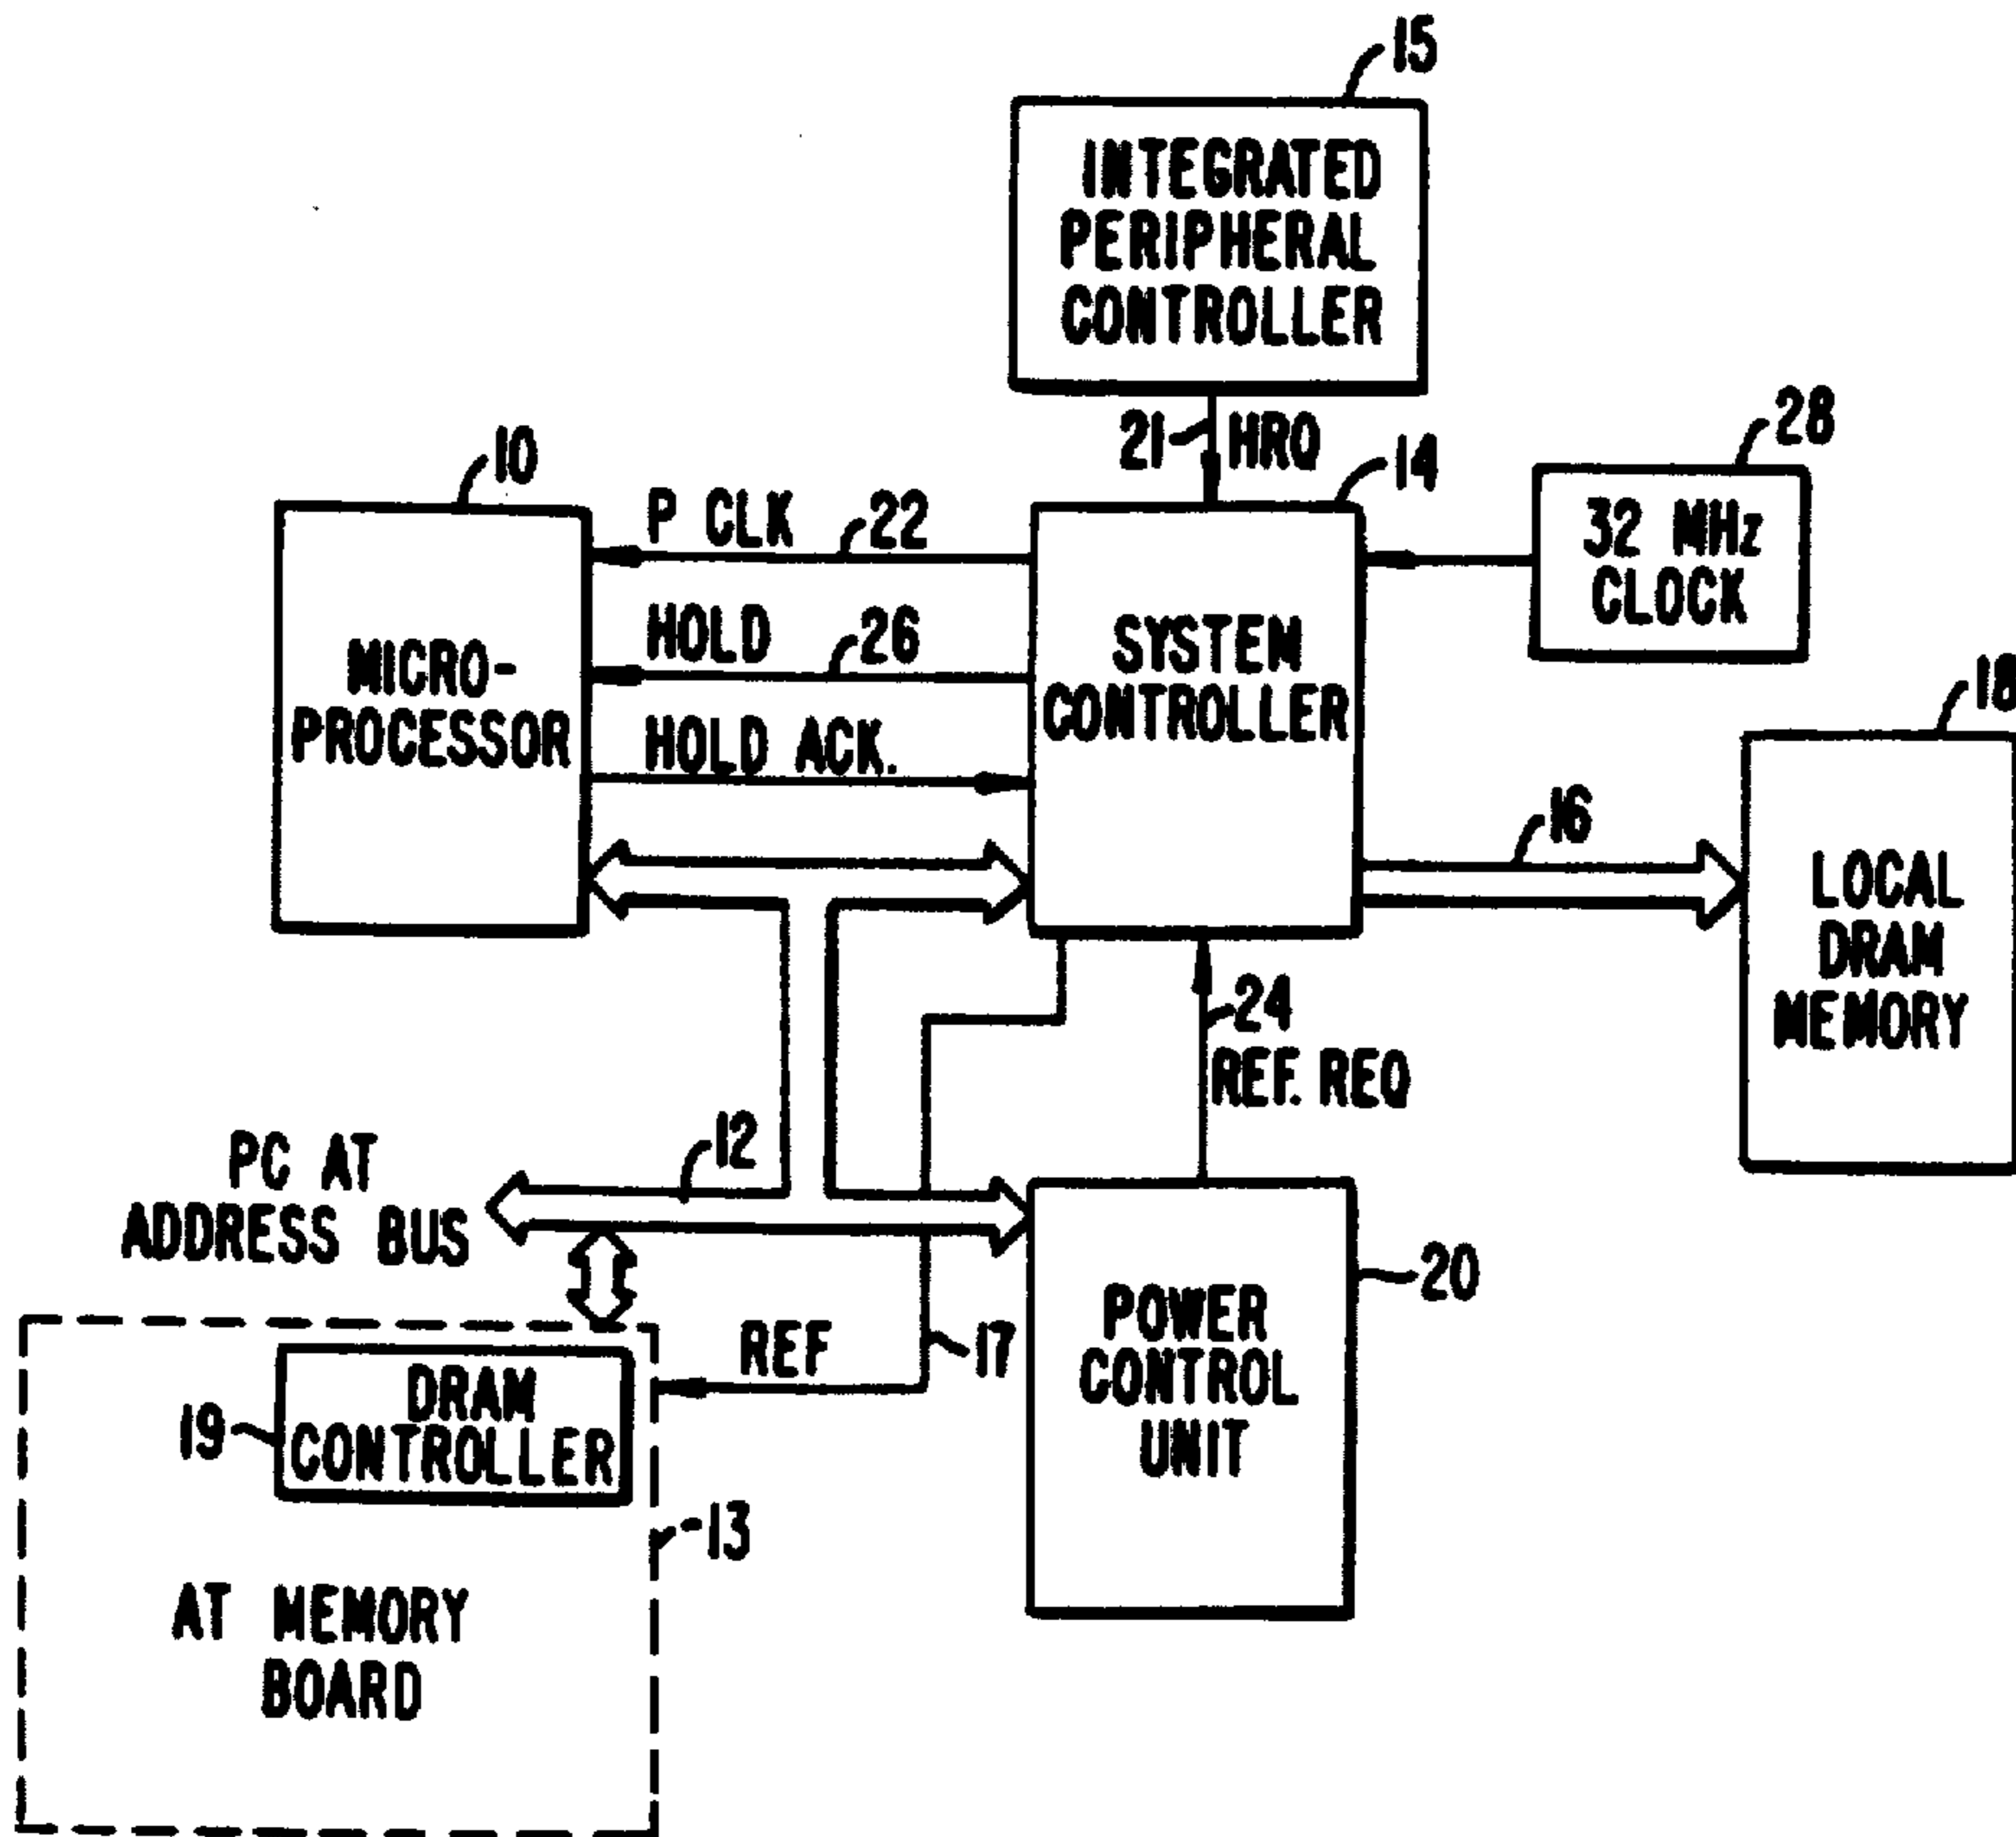 15
INTEGRATED
PERIPHERAL
CONTROLLER
21
HRQ
14
28
32 MHz
CLOCK
10
P CLK
22
HOLD
26
HOLD ACK.
MICRO-
PROCESSOR
SYSTEM
CONTROLLER
18
16
LOCAL
DRAM
MEMORY
24
REF. REQ
12
PC AT
ADDRESS BUS
20
POWER
CONTROL
UNIT
REF
17
19
DRAM
CONTROLLER
13
AT MEMORY
BOARD